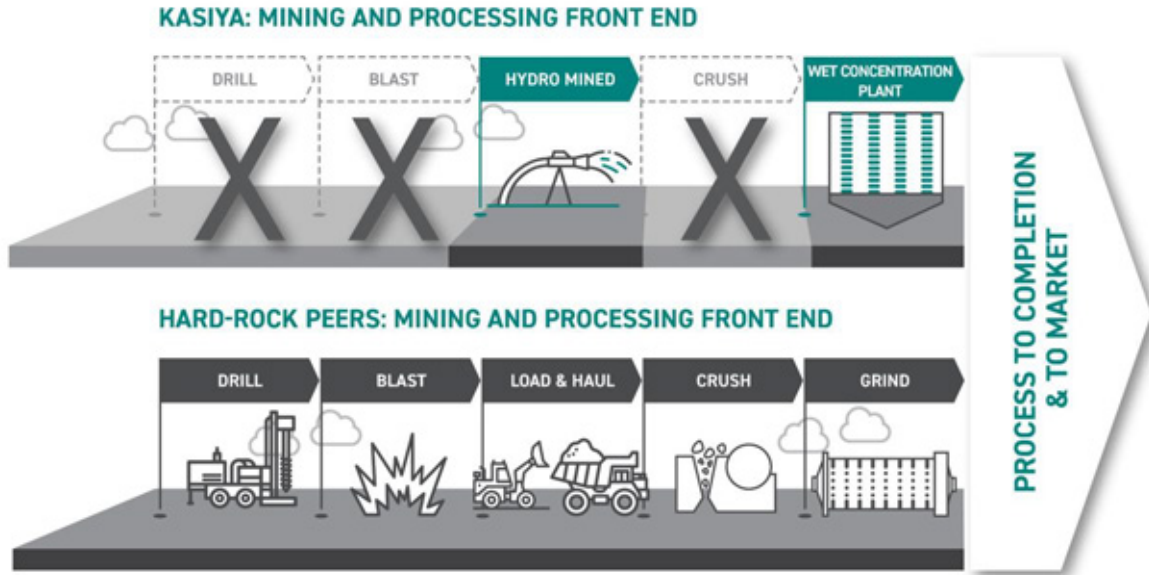 KASIYA: MINING AND PROCESSING FRONT END
DRILL
BLAST
HYDRO MINED
CRUSH
WET CONCENTRATION
PLANT
HARD-ROCK PEERS: MINING AND PROCESSING FRONT END
DRILL
BLAST
LOAD & HAUL
CRUSH
GRIND
PROCESS TO COMPLETION
& TO MARKET